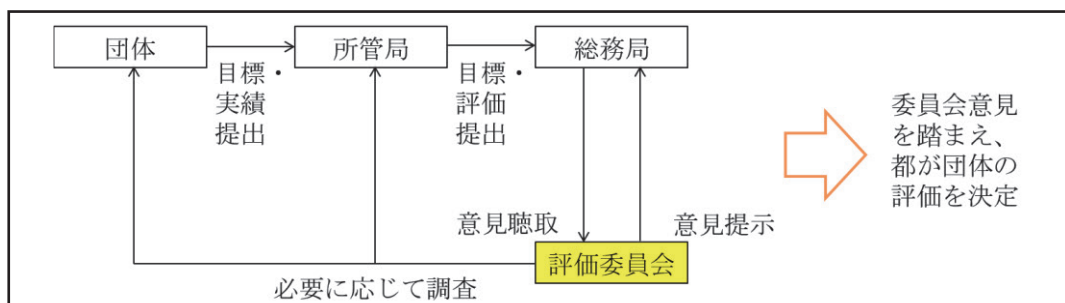 団体
所管局
総務局
目標・
実績
提出
目標・
評価
提出
委員会意見
を踏まえ、
都が団体の
評価を決定
意見聴取
意見提示
評価委員会
必要に応じて調査